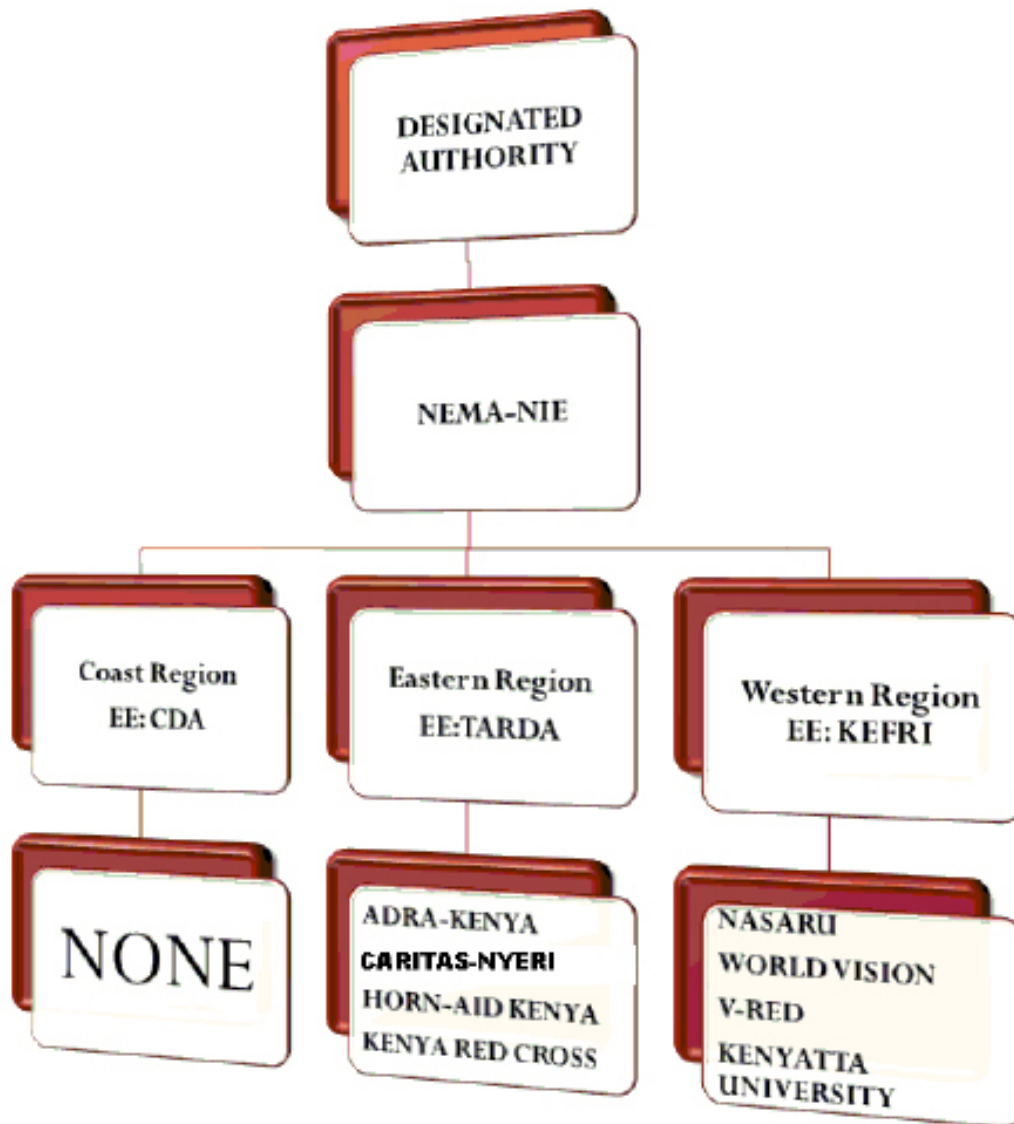 DESIGNATED
AUTHORITY
NEMA-NIE
Coast Region
EE: CDA
Eastern Region
EE:TARDA
Western Region
EE: KEFRI
NONE
ADRA-KENYA
CARITAS-NYERI
HORN-AID KENYA
KENYA RED CROSS
NASARU
WORLD VISION
V-RED
KENYATTA
UNIVERSITY